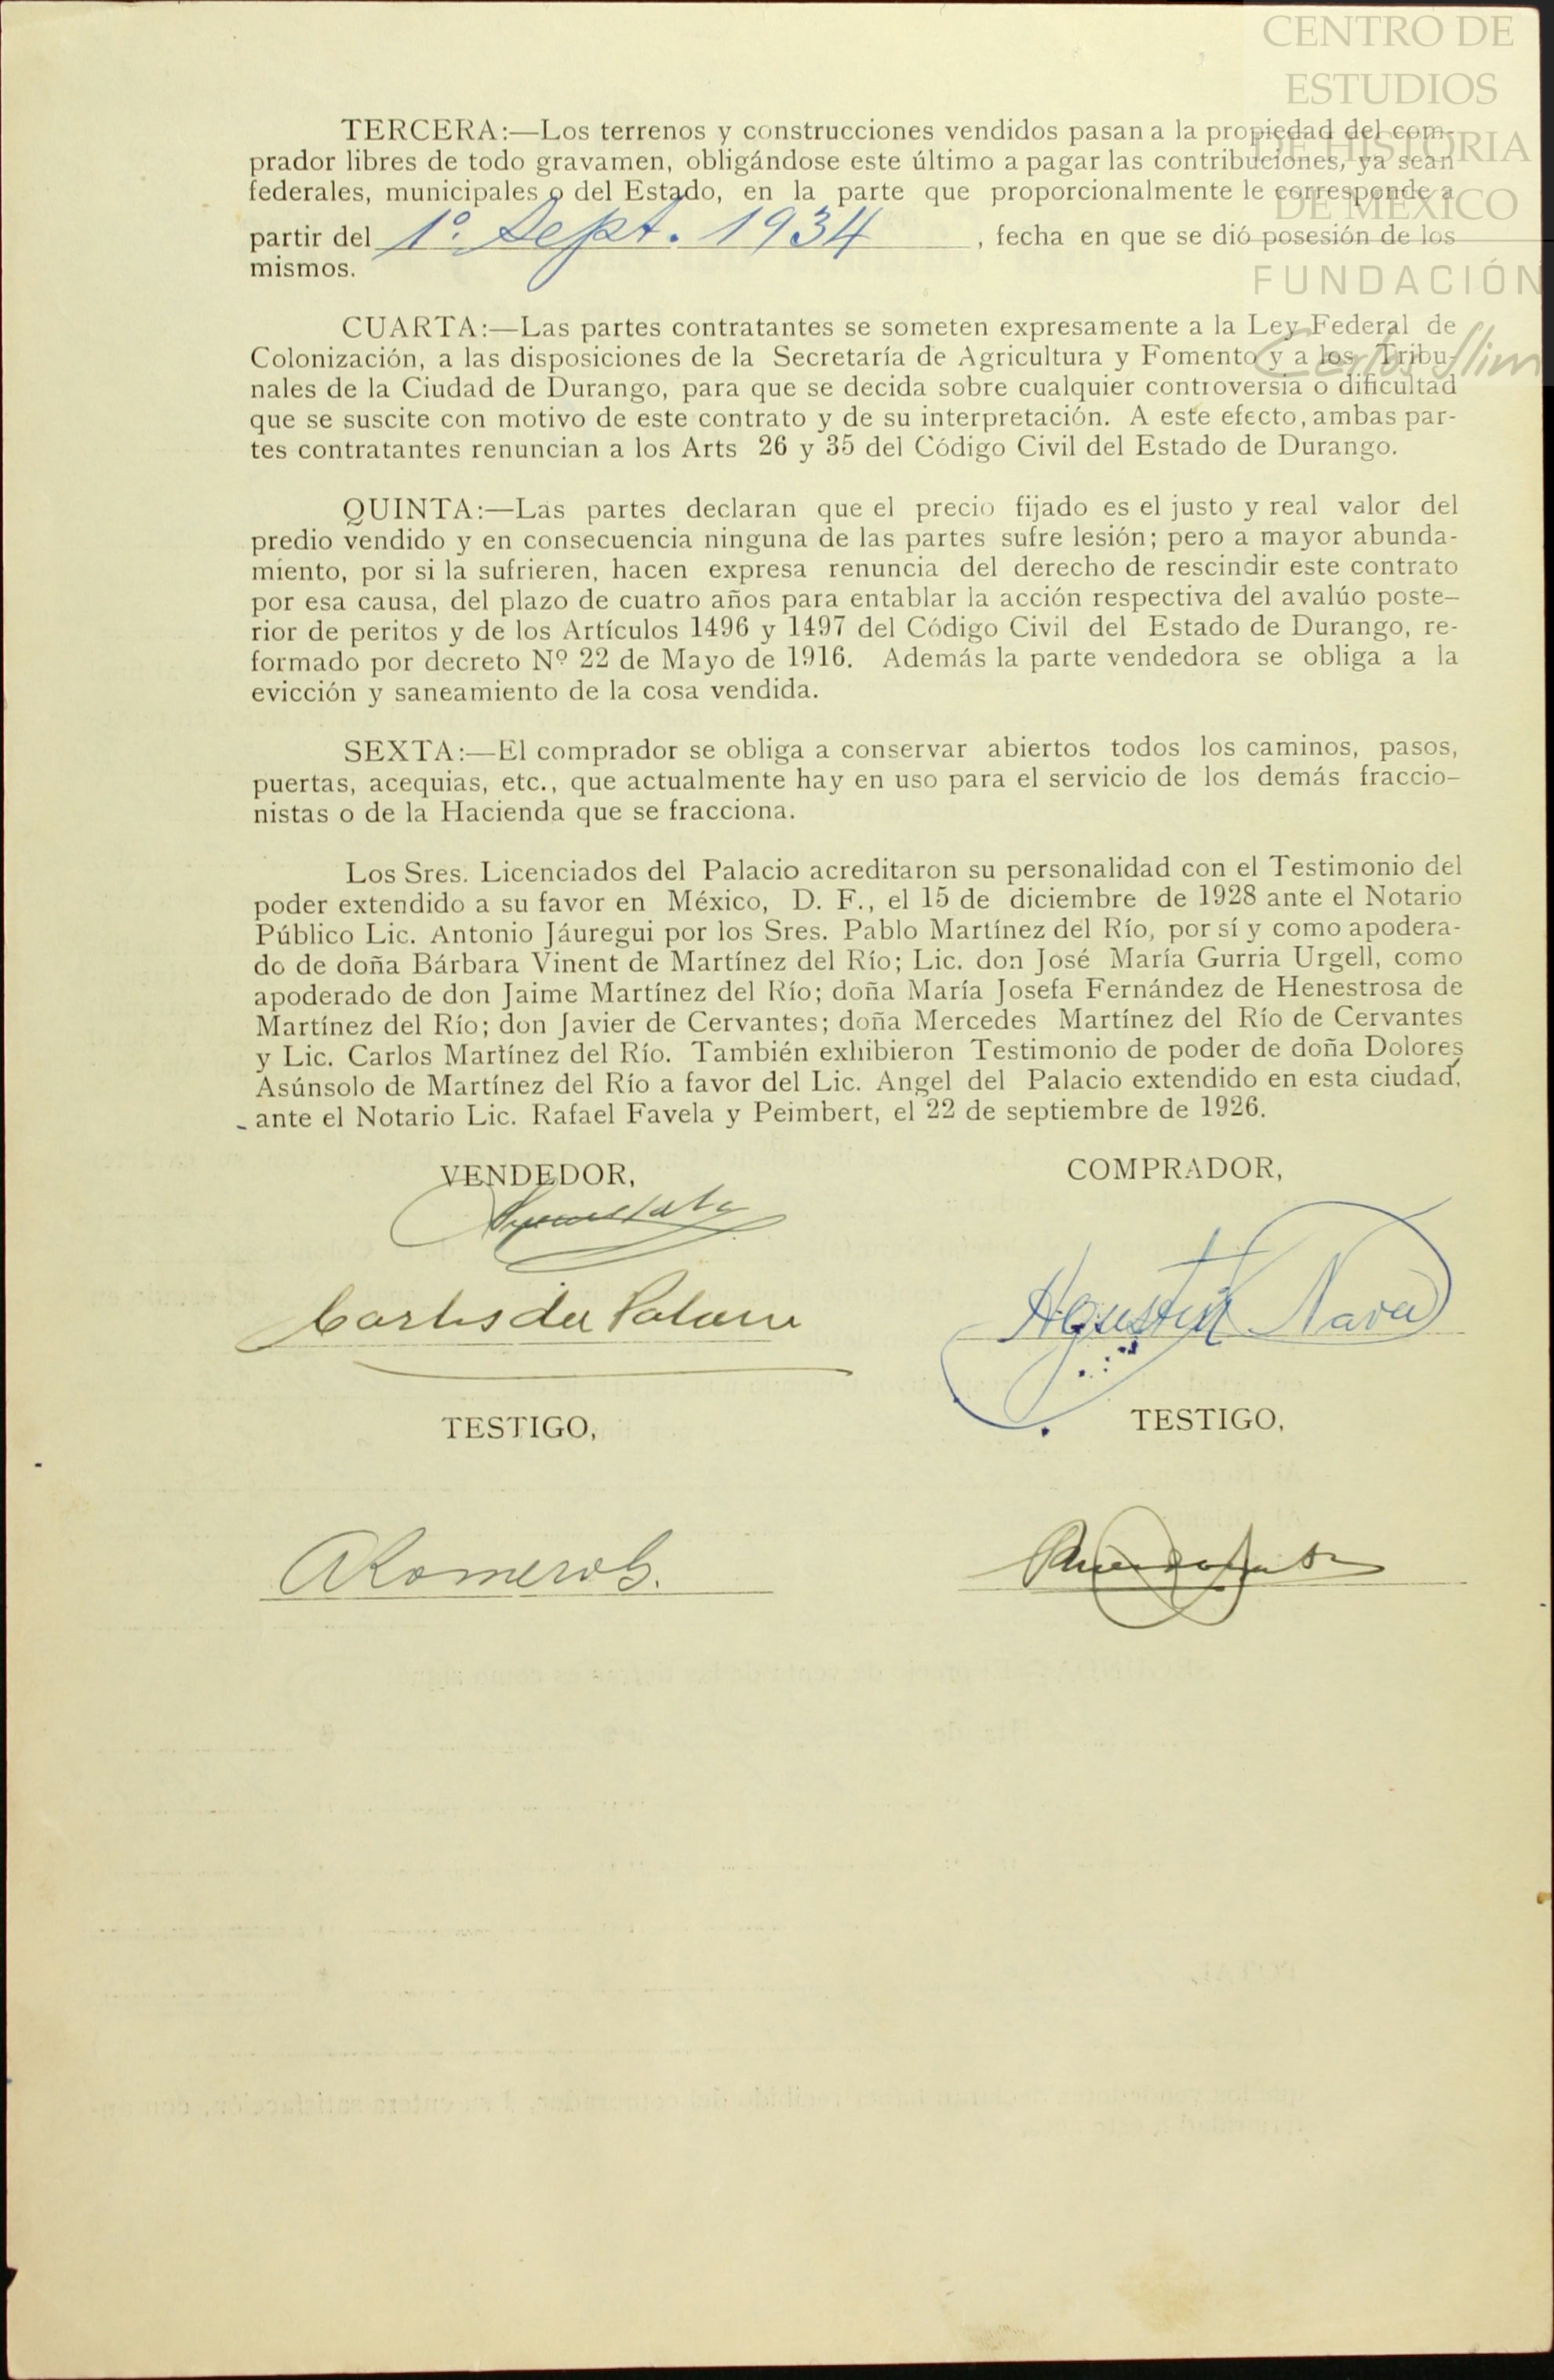 CENTRO DE
ESTUDIOS
DE HISTORIA
DE MÉXICO
FUNDACIÓN
Carlos Slim
TERCERA:—Los terrenos y construcciones vendidos pasan a la propiedad del com-
prador libres de todo gravamen, obligándose este último a pagar las contribuciones, ya sean
federales, municipales o del Estado, en la parte que proporcionalmente le corresponde a
partir del 1º. Sept. 1934, fecha en que se dió posesión de los
mismos.
CUARTA:—Las partes contratantes se someten expresamente a la Ley Federal de
Colonización, a las disposiciones de la Secretaría de Agricultura y Fomento y a los Tribu-
nales de la Ciudad de Durango, para que se decida sobre cualquier controversia o dificultad
que se suscite con motivo de este contrato y de su interpretación. A este efecto, ambas par-
tes contratantes renuncian a los Arts 26 y 35 del Código Civil del Estado de Durango.
QUINTA:—Las partes declaran que el precio fijado es el justo y real valor del
predio vendido y en consecuencia ninguna de las partes sufre lesión; pero a mayor abunda-
miento, por si la sufrieren, hacen expresa renuncia del derecho de rescindir este contrato
por esa causa, del plazo de cuatro años para entablar la acción respectiva del avalúo poste-
rior de peritos y de los Artículos 1496 y 1497 del Código Civil del Estado de Durango, re-
formado por decreto Nº 22 de Mayo de 1916. Además la parte vendedora se obliga a la
evicción y saneamiento de la cosa vendida.
SEXTA:—El comprador se obliga a conservar abiertos todos los caminos, pasos,
puertas, acequias, etc., que actualmente hay en uso para el servicio de los demás fraccio-
nistas o de la Hacienda que se fracciona.
Los Sres. Licenciados del Palacio acreditaron su personalidad con el Testimonio del
poder extendido a su favor en México, D. F., el 15 de diciembre de 1928 ante el Notario
Público Lic. Antonio Jáuregui por los Sres. Pablo Martínez del Río, por sí y como apodera-
do de doña Bárbara Vinent de Martínez del Río; Lic. don José María Gurria Urgell, como
apoderado de don Jaime Martínez del Río; doña María Josefa Fernández de Henestrosa de
Martínez del Río; don Javier de Cervantes; doña Mercedes Martínez del Río de Cervantes
y Lic. Carlos Martínez del Río. También exhibieron Testimonio de poder de doña Dolores
Asúnsolo de Martínez del Río a favor del Lic. Angel del Palacio extendido en esta ciudad,
ante el Notario Lic. Rafael Favela y Peimbert, el 22 de septiembre de 1926.
VENDEDOR,
COMPRADOR,
Carlos del Palacio
Agustin Nava
TESTIGO,
TESTIGO,
A Romero G.